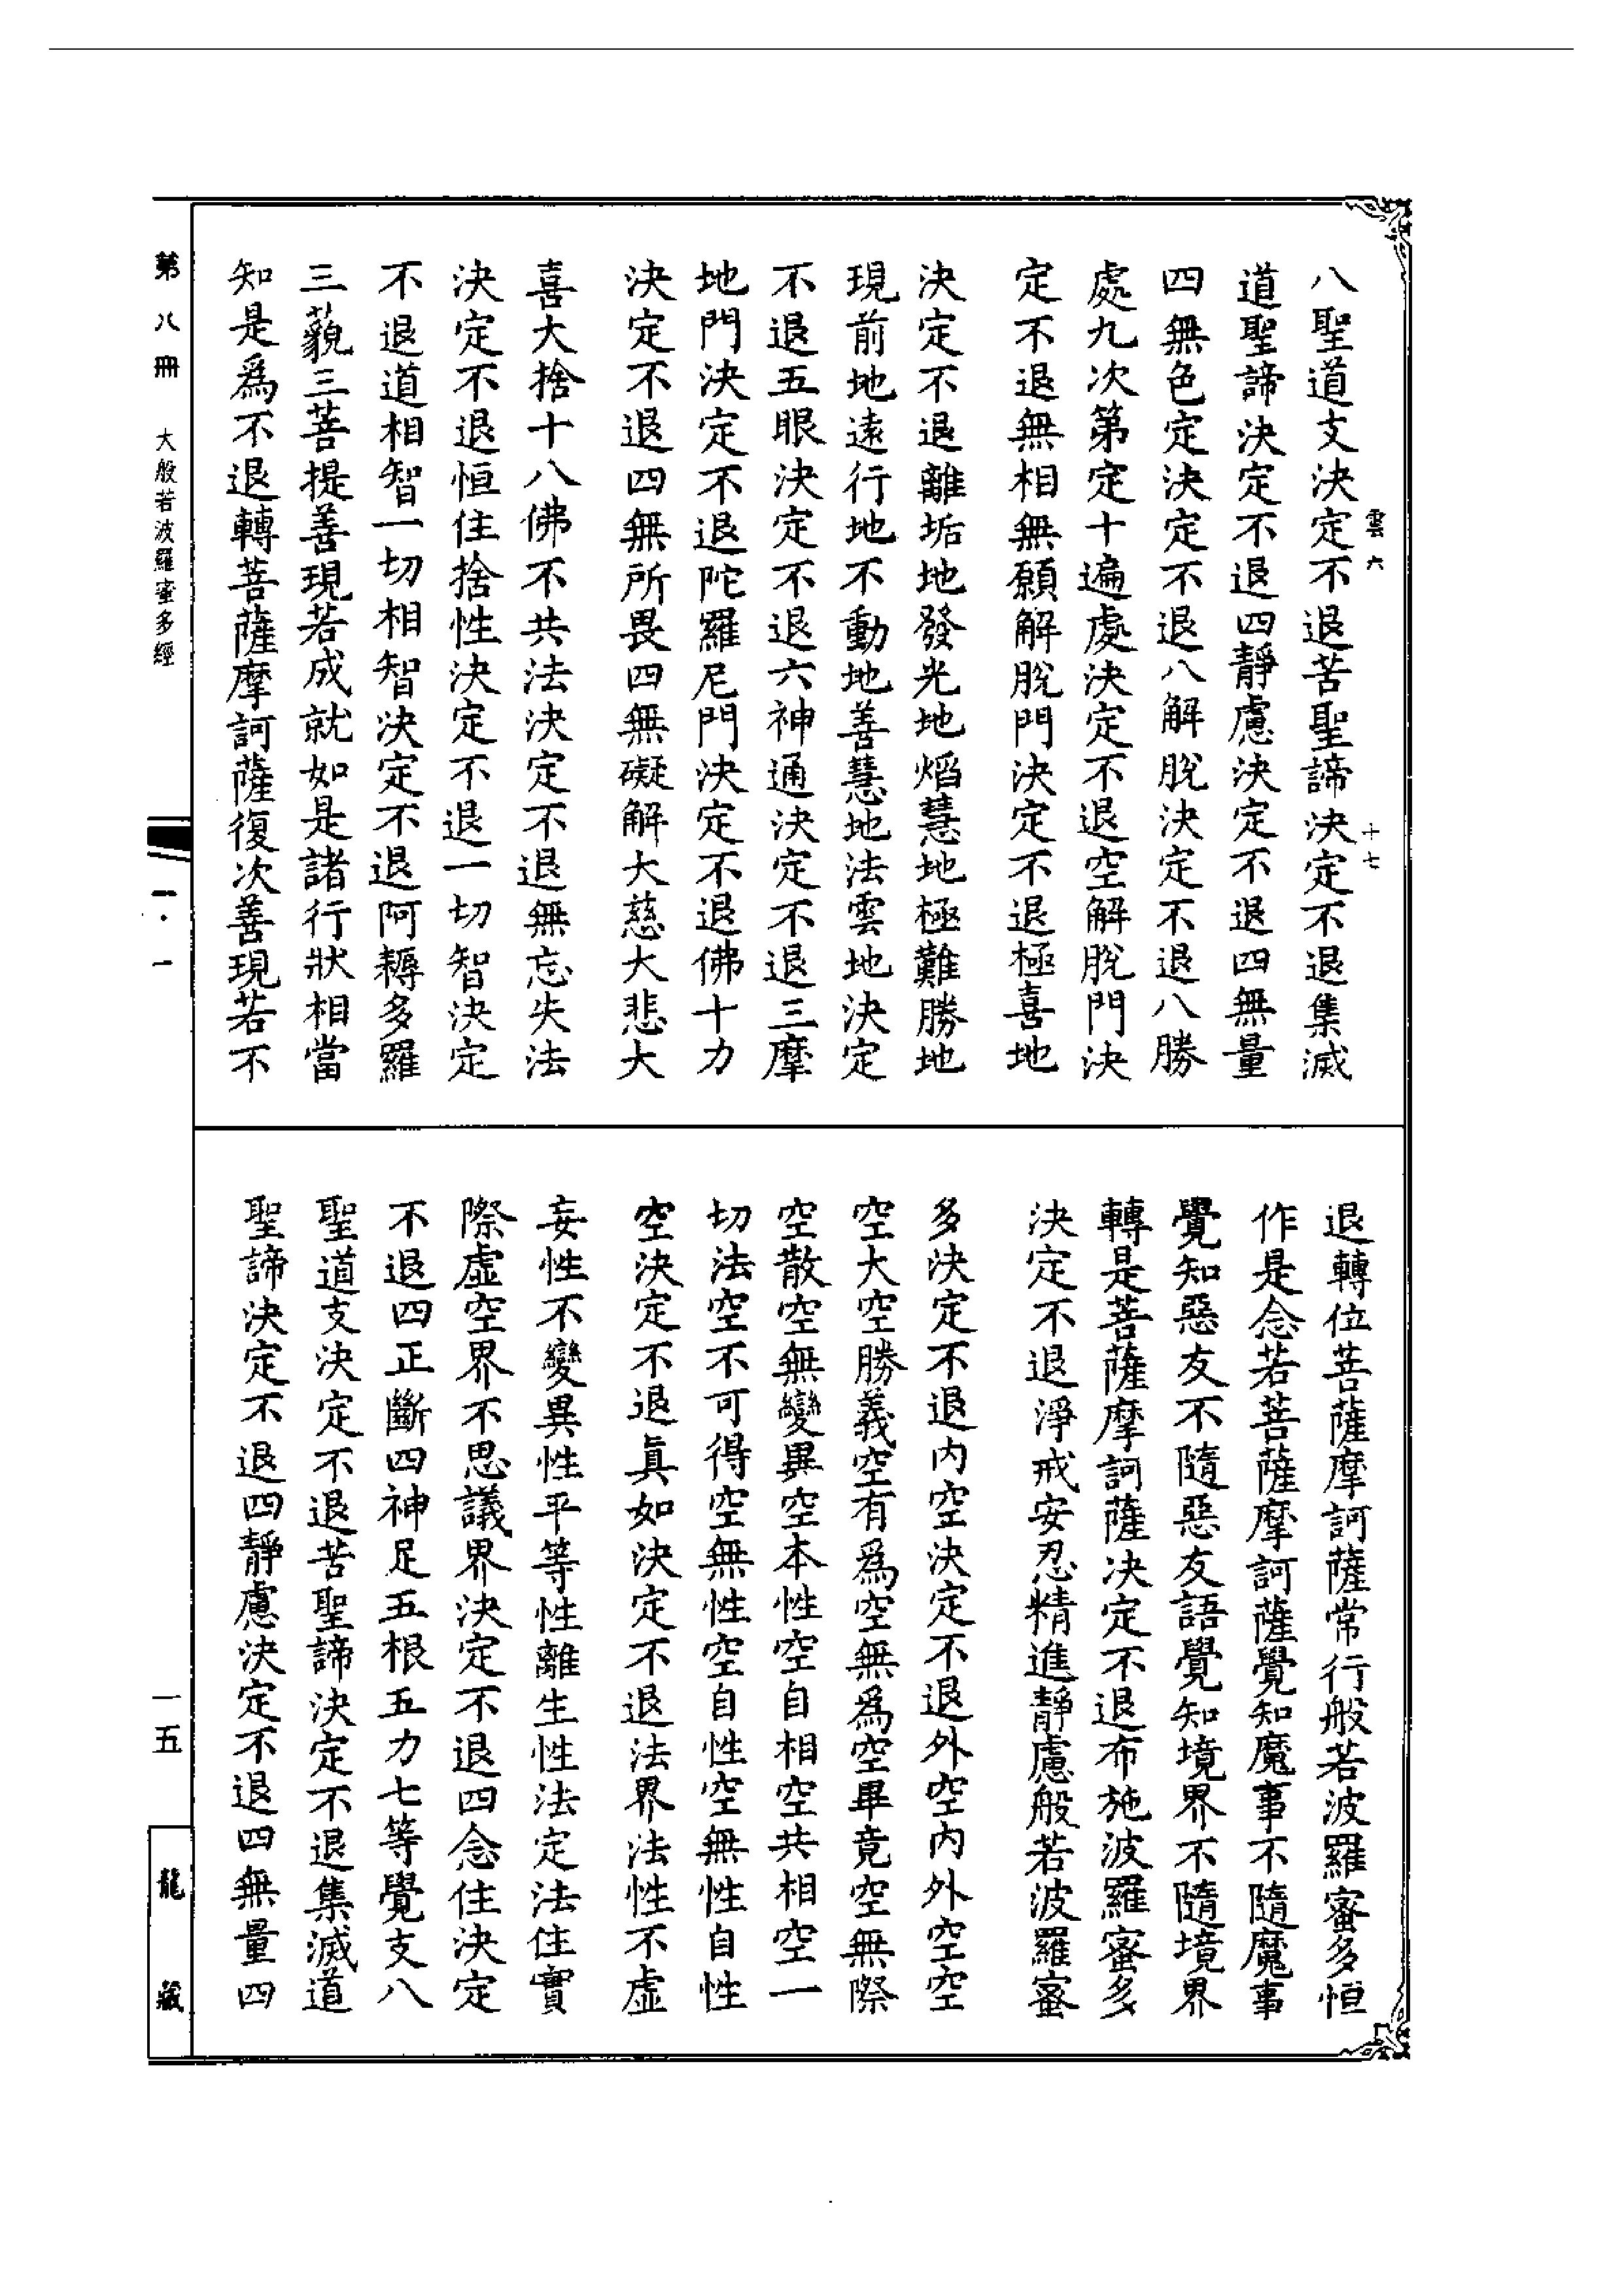 雲六
十七
八聖道支決定不退苦聖諦決定不退集滅
道聖諦決定不退四靜慮決定不退四無量
四無色定決定不退八解脫決定不退八勝
處九次第定十遍處決定不退空解脫門決
定不退無相無願解脫門決定不退極喜地
決定不退離垢地發光地焰慧地極難勝地
現前地遠行地不動地善慧地法雲地決定
不退五眼決定不退六神通決定不退三摩
地門決定不退陀羅尼門決定不退佛十力
決定不退四無所畏四無礙解大慈大悲大
喜大捨十八佛不共法決定不退無忘失法
決定不退恒住捨性決定不退一切智決定
不退道相智一切相智決定不退阿耨多羅
三藐三菩提善現若成就如是諸行狀相當
知是為不退轉菩薩摩訶薩復次善現若不
退轉位菩薩摩訶薩常行般若波羅蜜多恒
作是念若菩薩摩訶薩覺知魔事不隨魔事
覺知惡友不隨惡友語覺知境界不隨境界
轉是菩薩摩訶薩決定不退布施波羅蜜多
決定不退淨戒安忍精進靜慮般若波羅蜜
多決定不退內空決定不退外空內外空空
空大空勝義空有為空無為空畢竟空無際
空散空無變異空本性空自相空共相空一
切法空不可得空無性空自性空無性自性
空決定不退真如決定不退法界法性不虛
妄性不變異性平等性離生性法定法住實
際虛空界不思議界決定不退四念住決定
不退四正斷四神足五根五力七等覺支八
聖道支決定不退苦聖諦決定不退集滅道
聖諦決定不退四靜慮決定不退四無量四
第八冊 大般若波羅蜜多經
一五
龍藏